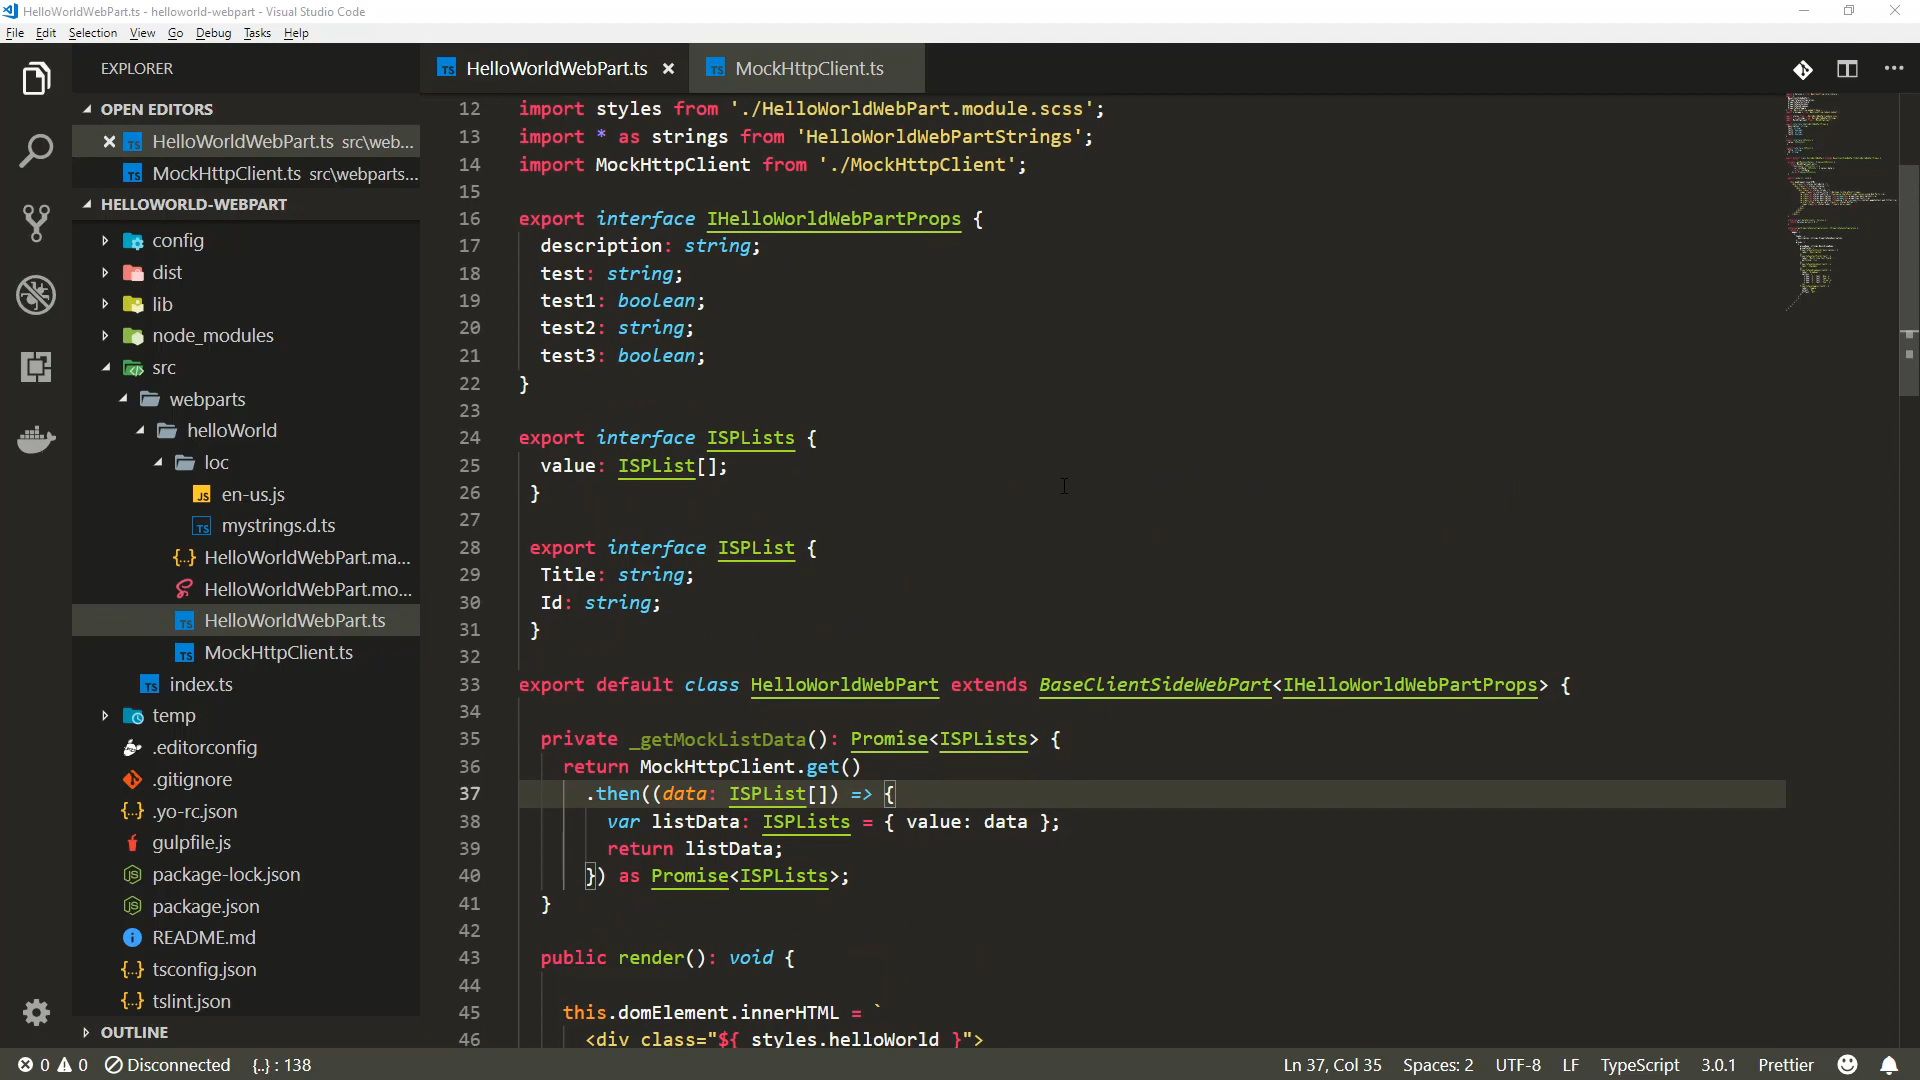 HelloWorldWebPart.ts - helloworld-webpart - Visual Studio Code
File Edit Selection View Go Debug Tasks Help
EXPLORER
OPEN EDITORS
HelloWorldWebPart.ts src\web...
MockHttpClient.ts src\webparts...
HELLOWORLD-WEBPART
config
dist
lib
node_modules
src
webparts
helloWorld
loc
JS en-us.js
TS mystrings.d.ts
{..} HelloWorldWebPart.ma...
HelloWorldWebPart.mo...
TS HelloWorldWebPart.ts
TS MockHttpClient.ts
TS index.ts
temp
.editorconfig
.gitignore
{..} .yo-rc.json
gulpfile.js
package-lock.json
package.json
README.md
{..} tsconfig.json
{..} tslint.json
OUTLINE
TS HelloWorldWebPart.ts TS MockHttpClient.ts
12 import styles from './HelloWorldWebPart.module.scss';
13 import * as strings from 'HelloWorldWebPartStrings';
14 import MockHttpClient from './MockHttpClient';
15
16 export interface IHelloWorldWebPartProps {
17 description: string;
18 test: string;
19 test1: boolean;
20 test2: string;
21 test3: boolean;
22 }
23
24 export interface ISPLists {
25 value: ISPList[];
26 }
27
28 export interface ISPList {
29 Title: string;
30 Id: string;
31 }
32
33 export default class HelloWorldWebPart extends BaseClientSideWebPart<IHelloWorldWebPartProps> {
34
35 private _getMockListData(): Promise<ISPLists> {
36 return MockHttpClient.get()
37 .then((data: ISPList[]) => {
38 var listData: ISPLists = { value: data };
39 return listData;
40 }) as Promise<ISPLists>;
41 }
42
43 public render(): void {
44
45 this.domElement.innerHTML = `
46 <div class="${ styles.helloWorld }">
0 0 Disconnected {..} : 138 Ln 37, Col 35 Spaces: 2 UTF-8 LF TypeScript 3.0.1 Prettier